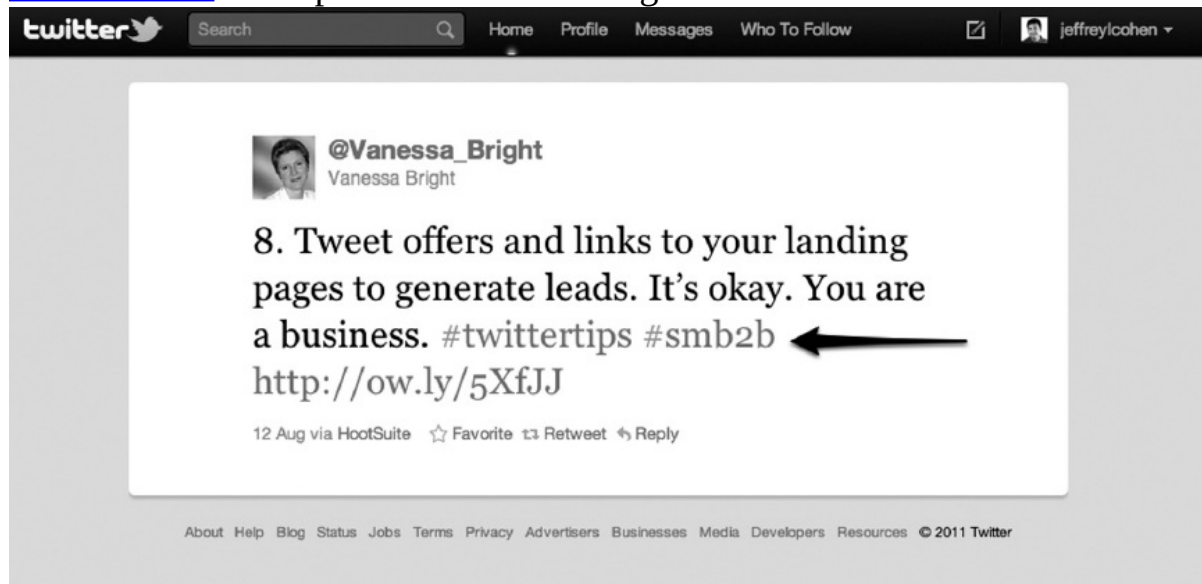 twitter Search Home Profile Messages Who To Follow jeffreylcohen
@Vanessa_Bright
Vanessa Bright
8. Tweet offers and links to your landing
pages to generate leads. It’s okay. You are
a business. #twittertips #smb2b
http://ow.ly/5XfJJ
12 Aug via HootSuite Favorite Retweet Reply
About Help Blog Status Jobs Terms Privacy Advertisers Businesses Media Developers Resources © 2011 Twitter